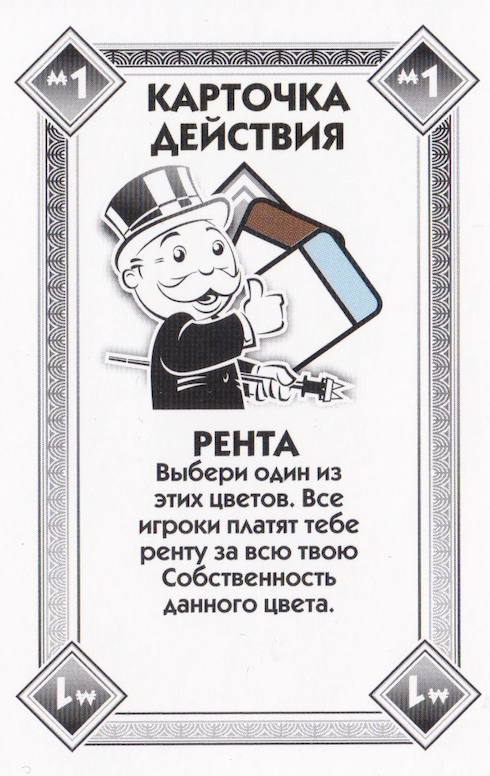 ₩1
₩1
КАРТОЧКА
ДЕЙСТВИЯ
РЕНТА
Выбери один из
этих цветов. Все
игроки платят тебе
ренту за всю твою
Собственность
данного цвета.
₩1
₩1